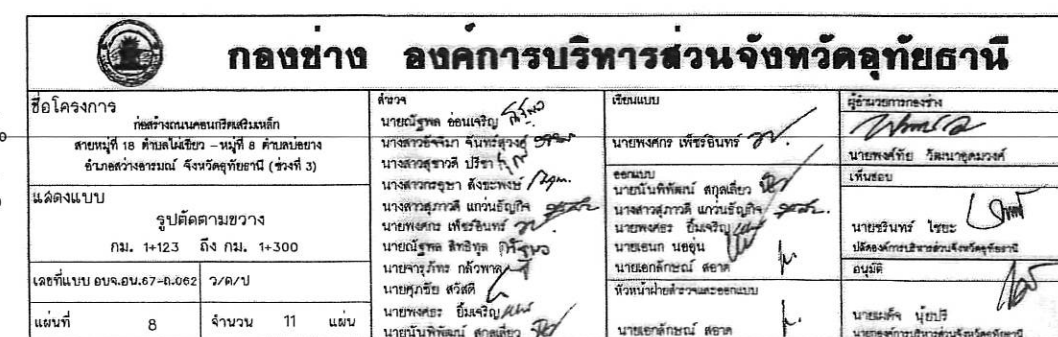 กองช่าง องค์การบริหารส่วนจังหวัดอุทัยธานี
ชื่อโครงการ
ก่อสร้างถนนคอนกรีตเสริมเหล็ก
สายหมู่ที่ 18 ตำบลไผ่เขียว - หมู่ที่ 8 ตำบลบ่อยาง
อำเภอสว่างอารมณ์ จังหวัดอุทัยธานี (ช่วงที่ 3)
แสดงแบบ
รูปตัดตามขวาง
กม. 1+123 ถึง กม. 1+300
เลขที่แบบ อบจ.อน.67-ถ.062 ว/ด/ป
แผ่นที่ 8 จำนวน 11 แผ่น
สำรวจ
นายณัฐพล อ่อนเจริญ
นางสาวอัจจิมา จันทร์สุวงศ์
นางสาวสุชาวดี ปรีชา
นางสาวกรอุษา สังขะพงษ์
นางสาวสุภาวดี แกว่นธัญกิจ
นายพงศกร เพ็ชรอินทร์
นายณัฐพล สิทธิทูล
นายจารุภัทร กลัวพาล
นายศุภชัย สวัสดี
นายพงศธร ยิ้มเจริญ
นายนันพิพัฒน์ สกุลเลี่ยว
เขียนแบบ
นายพงศกร เพ็ชรอินทร์
ออกแบบ
นายนันพิพัฒน์ สกุลเลี่ยว
นางสาวสุภาวดี แกว่นธัญกิจ
นายพงศธร ยิ้มเจริญ
นายเอนก นออุ่น
นายเอกลักษณ์ สอาด
หัวหน้าฝ่ายสำรวจและออกแบบ
นายเอกลักษณ์ สอาด
ผู้อำนวยการกองช่าง
นายพงศ์ทัย วัฒนาอุดมวงศ์
เห็นชอบ
นายชรินทร์ ไชยะ
ปลัดองค์การบริหารส่วนจังหวัดอุทัยธานี
อนุมัติ
นายเผด็จ นุ้ยปรี
นายกองค์การบริหารส่วนจังหวัดอุทัยธานี